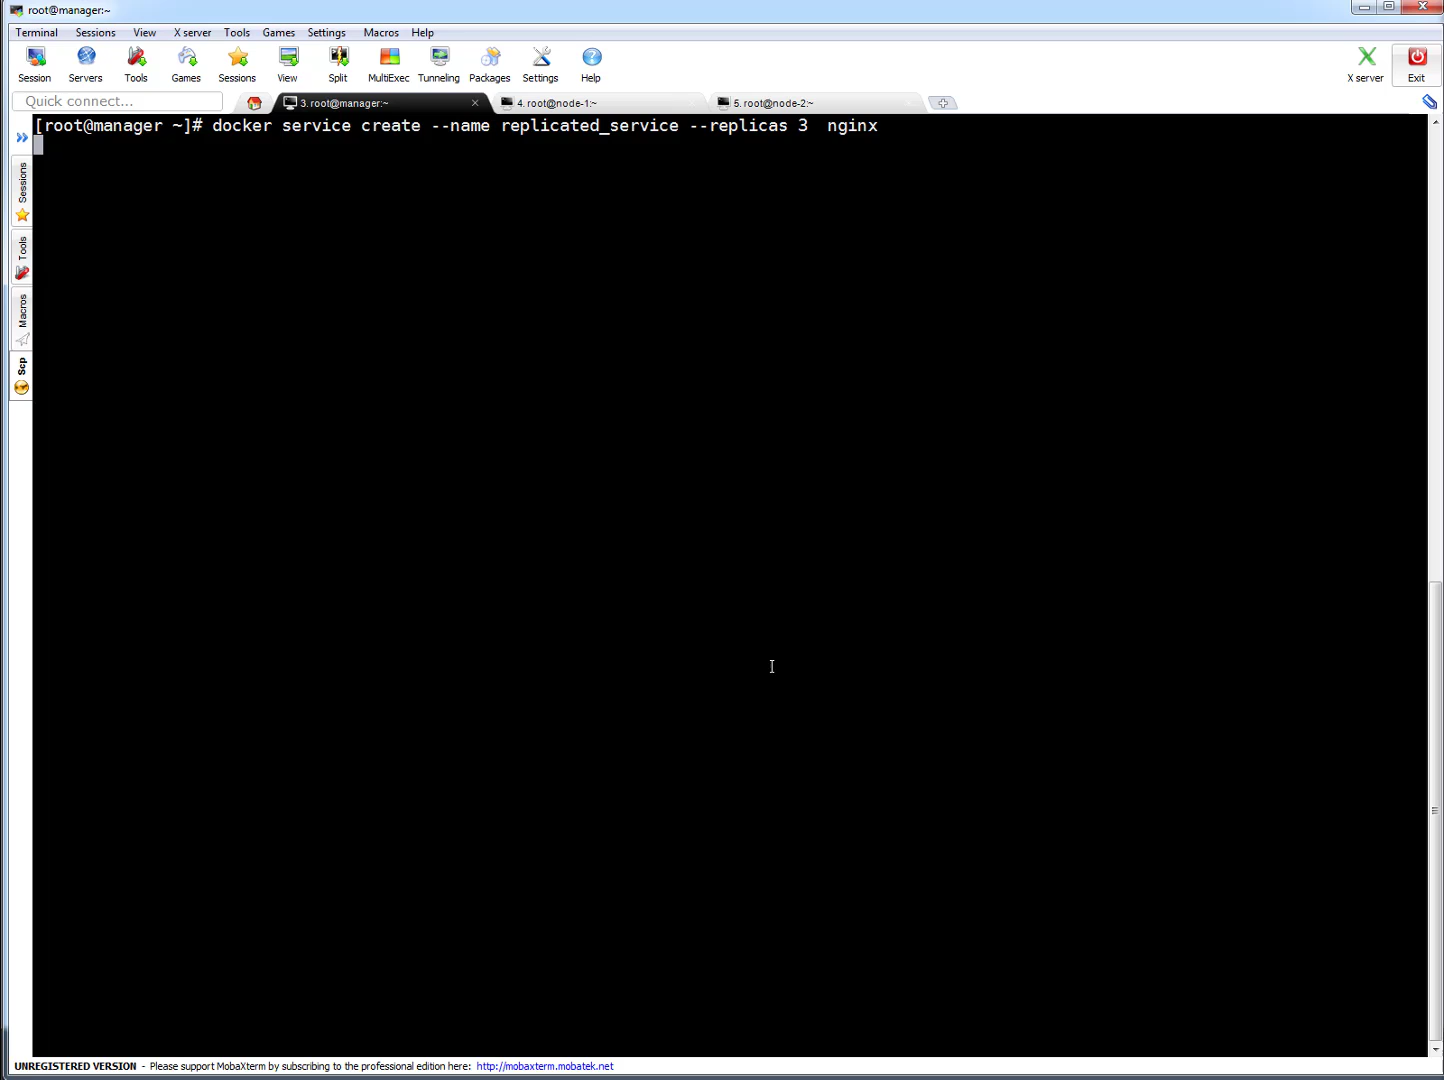 root@manager:~
Terminal Sessions View X server Tools Games Settings Macros Help
Session Servers Tools Games Sessions View Split MultiExec Tunneling Packages Settings Help X server Exit
Quick connect... 3. root@manager:~ 4. root@node-1:~ 5. root@node-2:~
[root@manager ~]# docker service create --name replicated_service --replicas 3  nginx
Sessions
Tools
Macros
Scp
UNREGISTERED VERSION - Please support MobaXterm by subscribing to the professional edition here: http://mobaxterm.mobatek.net